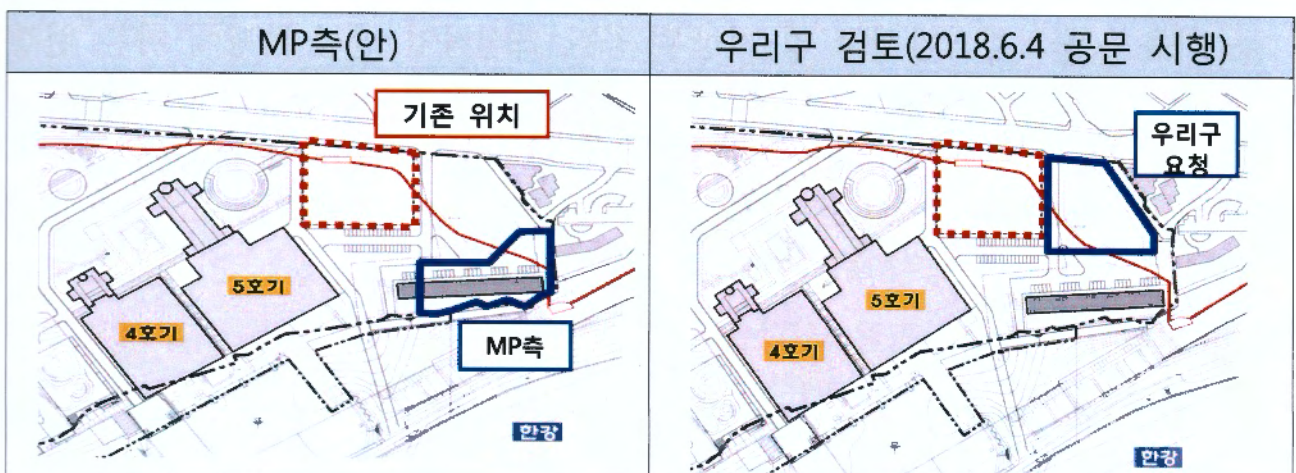 MP측(안)
우리구 검토(2018.6.4 공문 시행)
기존 위치
5호기
4호기
MP측
한강
우리구
요청
5호기
4호기
한강